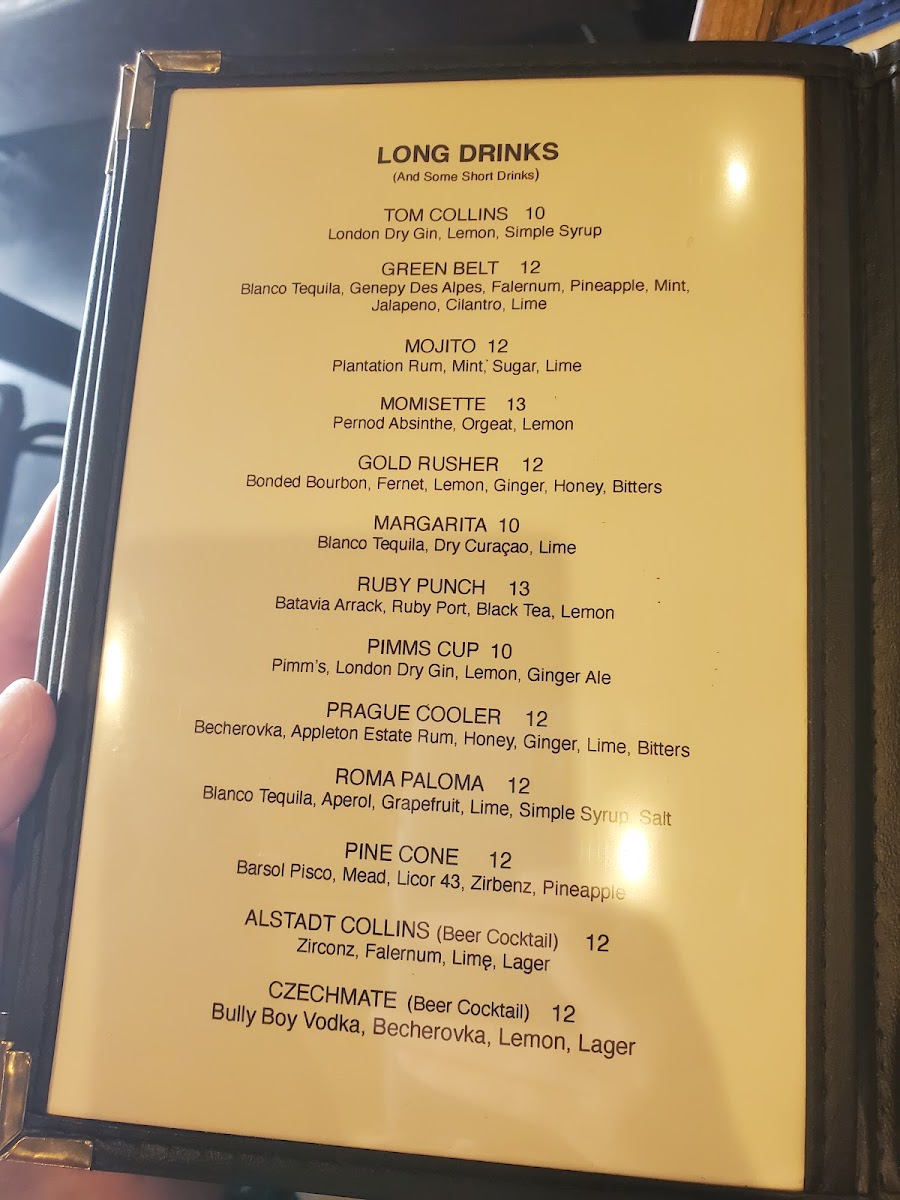 LONG DRINKS
(And Some Short Drinks)
TOM COLLINS 10
London Dry Gin, Lemon, Simple Syrup
GREEN BELT 12
Blanco Tequila, Genepy Des Alpes, Falernum, Pineapple, Mint,
Jalapeno, Cilantro, Lime
MOJITO 12
Plantation Rum, Mint, Sugar, Lime
MOMISETTE 13
Pernod Absinthe, Orgeat, Lemon
GOLD RUSHER 12
Bonded Bourbon, Fernet, Lemon, Ginger, Honey, Bitters
MARGARITA 10
Blanco Tequila, Dry Curaçao, Lime
RUBY PUNCH 13
Batavia Arrack, Ruby Port, Black Tea, Lemon
PIMMS CUP 10
Pimm's, London Dry Gin, Lemon, Ginger Ale
PRAGUE COOLER 12
Becherovka, Appleton Estate Rum, Honey, Ginger, Lime, Bitters
ROMA PALOMA 12
Blanco Tequila, Aperol, Grapefruit, Lime, Simple Syrup, Salt
PINE CONE 12
Barsol Pisco, Mead, Licor 43, Zirbenz, Pineapple
ALSTADT COLLINS (Beer Cocktail) 12
Zirconz, Falernum, Lime, Lager
CZECHMATE (Beer Cocktail) 12
Bully Boy Vodka, Becherovka, Lemon, Lager